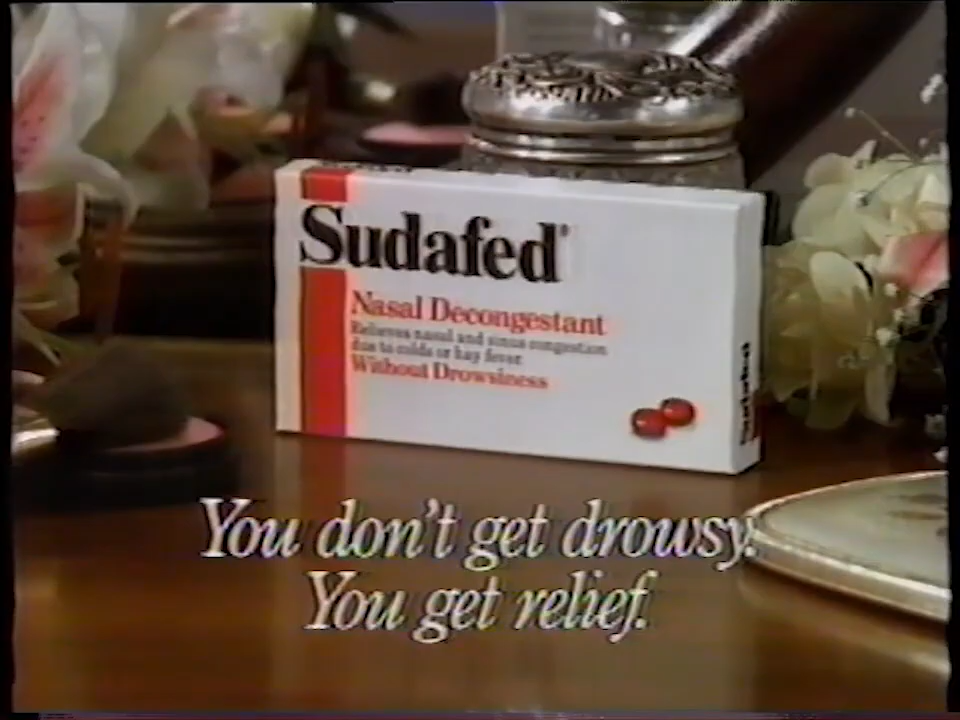 Sudafed®
Nasal Decongestant
Relieves nasal and sinus congestion
due to colds or hay fever
Without Drowsiness
Sudafed
You don't get drowsy.
You get relief.